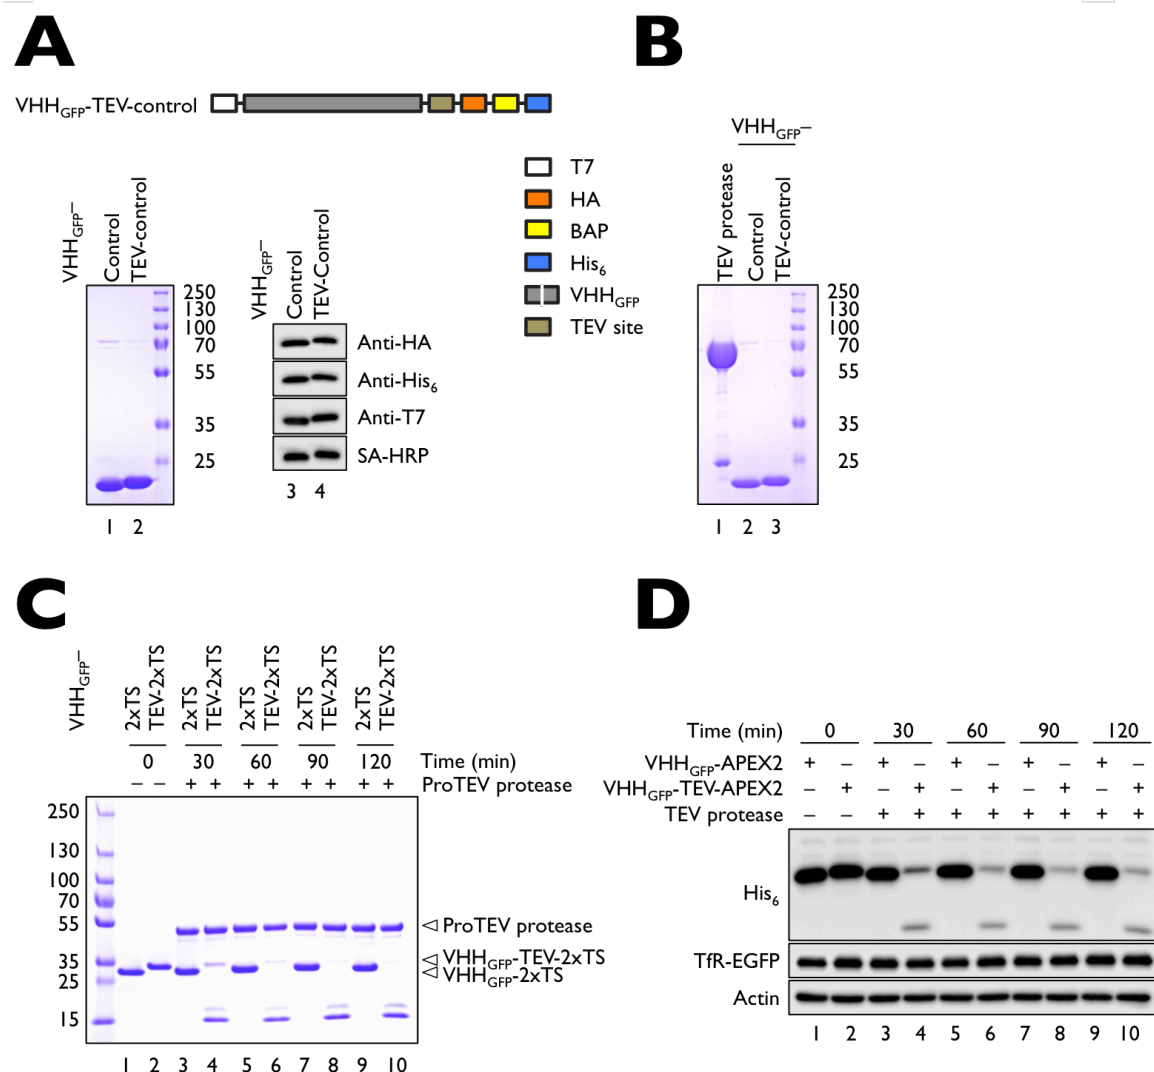 A
VHHGFP-TEV-control
T7
HA
BAP
His6
VHHGFP
TEV site
VHHGFP–
Control
TEV-control
250
130
100
70
55
35
25
1 2
VHHGFP–
Control
TEV-Control
Anti-HA
Anti-His6
Anti-T7
SA-HRP
3 4
B
VHHGFP–
TEV protease
Control
TEV-control
250
130
100
70
55
35
25
1 2 3
C
VHHGFP–
2xTS TEV-2xTS 2xTS TEV-2xTS 2xTS TEV-2xTS 2xTS TEV-2xTS 2xTS TEV-2xTS
0 30 60 90 120 Time (min)
– – + + + + + + + + ProTEV protease
250
130
100
70
55
35
25
15
◁ ProTEV protease
◁ VHHGFP-TEV-2xTS
◁ VHHGFP-2xTS
1 2 3 4 5 6 7 8 9 10
D
Time (min) 0 30 60 90 120
VHHGFP-APEX2 + – + – + – + – + –
VHHGFP-TEV-APEX2 – + – + – + – + – +
TEV protease – – + + + + + + + +
His6
TfR-EGFP
Actin
1 2 3 4 5 6 7 8 9 10